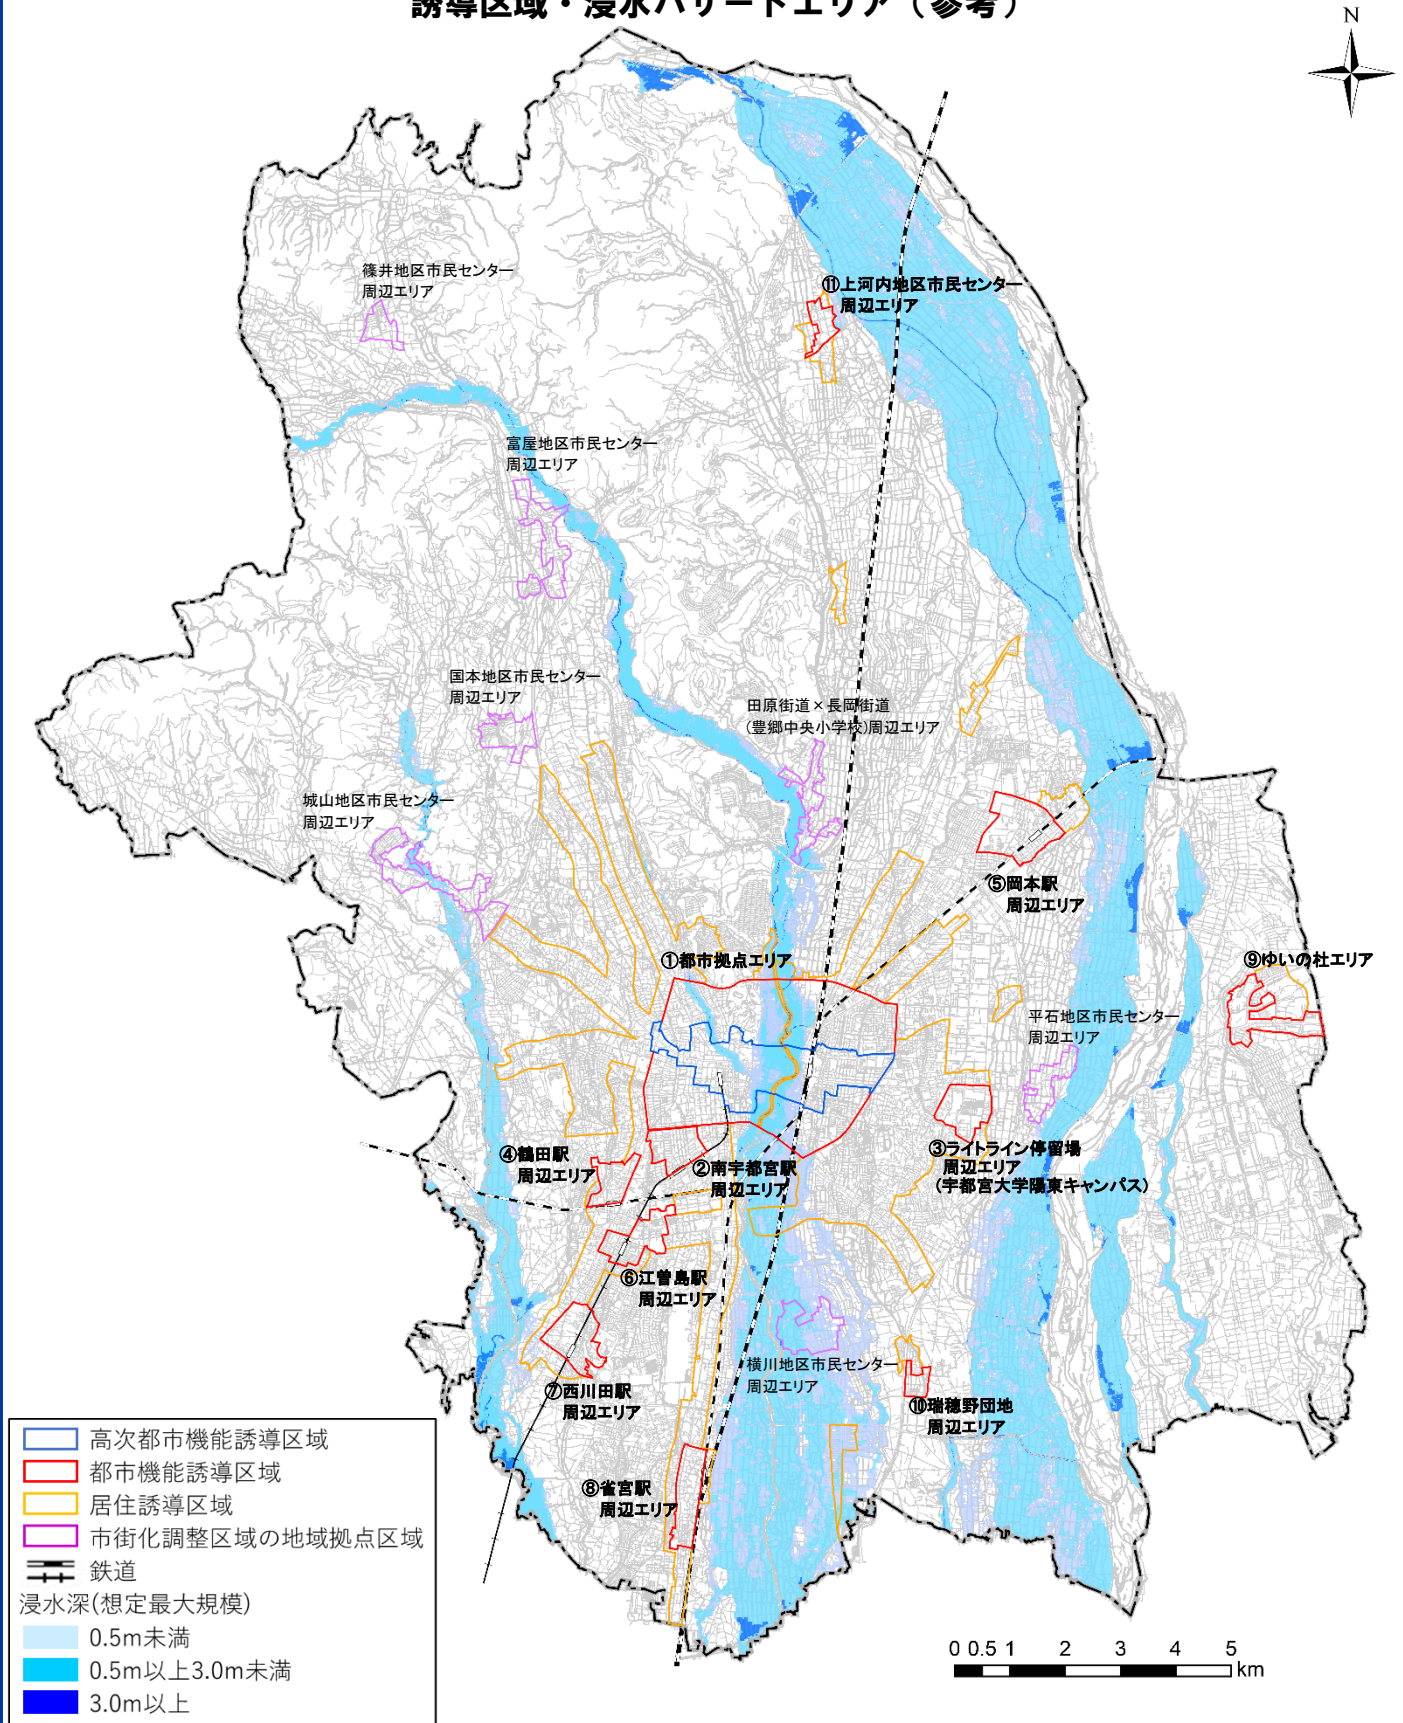 誘導区域・浸水ハザードエリア（参考）
N
篠井地区市民センター
周辺エリア
⑪上河内地区市民センター
周辺エリア
富屋地区市民センター
周辺エリア
国本地区市民センター
周辺エリア
田原街道×長岡街道
(豊郷中央小学校)周辺エリア
城山地区市民センター
周辺エリア
⑤岡本駅
周辺エリア
①都市拠点エリア
⑨ゆいの杜エリア
平石地区市民センター
周辺エリア
④鶴田駅
周辺エリア
②南宇都宮駅
周辺エリア
③ライトライン停留場
周辺エリア
(宇都宮大学陽東キャンパス)
⑥江曽島駅
周辺エリア
横川地区市民センター
周辺エリア
⑦西川田駅
周辺エリア
⑩瑞穂野団地
周辺エリア
⑧雀宮駅
周辺エリア
高次都市機能誘導区域
都市機能誘導区域
居住誘導区域
市街化調整区域の地域拠点区域
鉄道
浸水深(想定最大規模)
0.5m未満
0.5m以上3.0m未満
3.0m以上
0 0.5 1 2 3 4 5
km